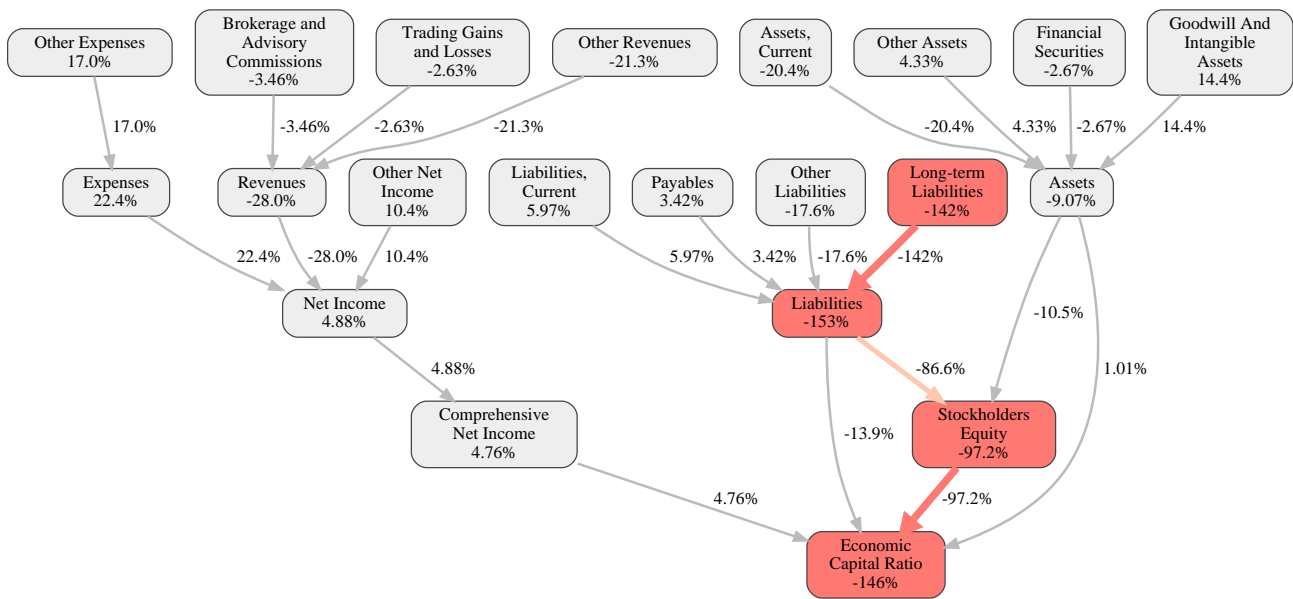 Other Expenses
17.0%
Brokerage and
Advisory
Commissions
-3.46%
Trading Gains
and Losses
-2.63%
Other Revenues
-21.3%
Assets,
Current
-20.4%
Other Assets
4.33%
Financial
Securities
-2.67%
Goodwill And
Intangible
Assets
14.4%
17.0%
-3.46%
-2.63%
-21.3%
-20.4%
4.33%
-2.67%
14.4%
Expenses
22.4%
Revenues
-28.0%
Other Net
Income
10.4%
Liabilities,
Current
5.97%
Payables
3.42%
Other
Liabilities
-17.6%
Long-term
Liabilities
-142%
Assets
-9.07%
22.4%
-28.0%
10.4%
5.97%
3.42%
-17.6%
-142%
Net Income
4.88%
Liabilities
-153%
-10.5%
4.88%
-86.6%
1.01%
Comprehensive
Net Income
4.76%
-13.9%
Stockholders
Equity
-97.2%
4.76%
-97.2%
Economic
Capital Ratio
-146%